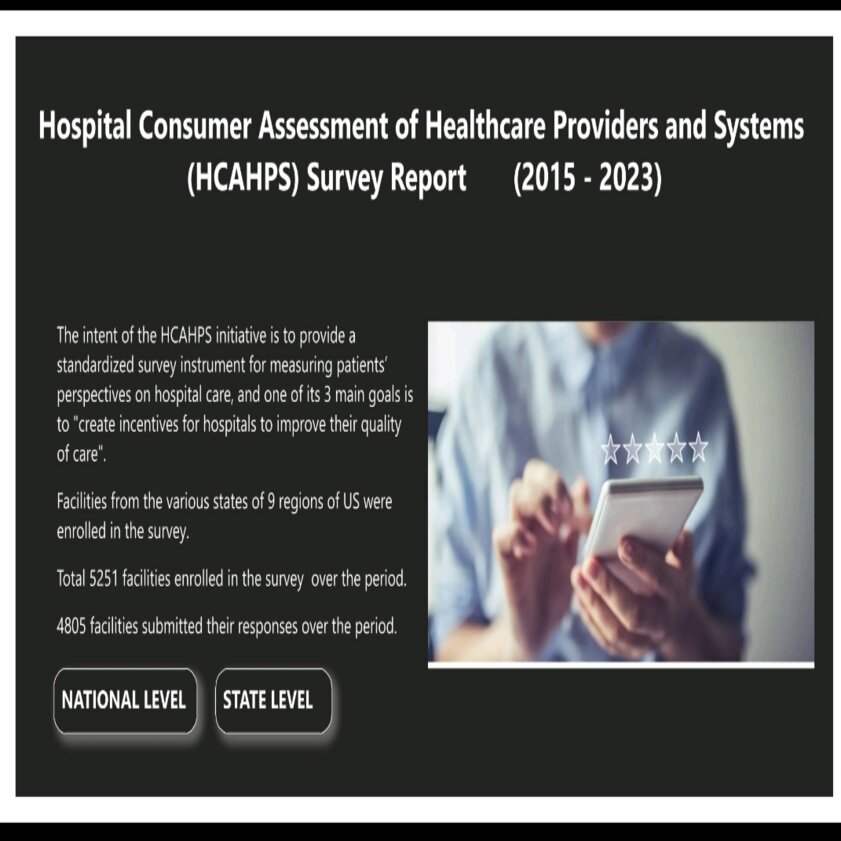 Hospital Consumer Assessment of Healthcare Providers and Systems
(HCAHPS) Survey Report (2015 - 2023)
The intent of the HCAHPS initiative is to provide a
standardized survey instrument for measuring patients'
perspectives on hospital care, and one of its 3 main goals is
to "create incentives for hospitals to improve their quality
of care".
Facilities from the various states of 9 regions of US were
enrolled in the survey.
Total 5251 facilities enrolled in the survey over the period.
4805 facilities submitted their responses over the period.
NATIONAL LEVEL STATE LEVEL